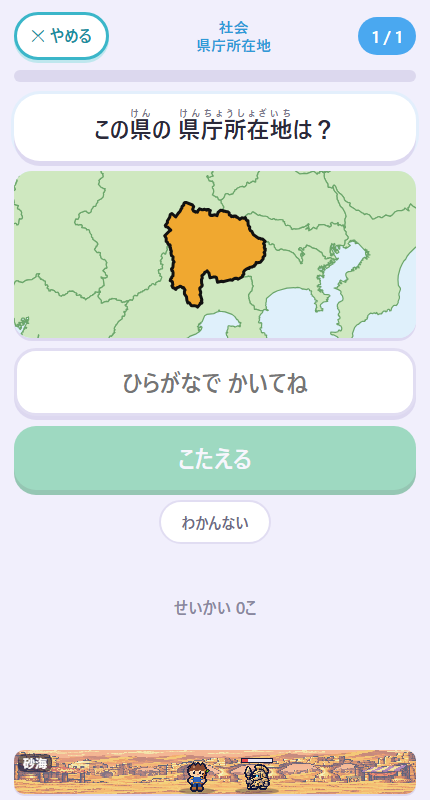 × やめる
社会
県庁所在地
1 / 1
この県の 県庁所在地は？
けん けんちょうしょざいち
ひらがなで かいてね
こたえる
わかんない
せいかい 0こ
砂海